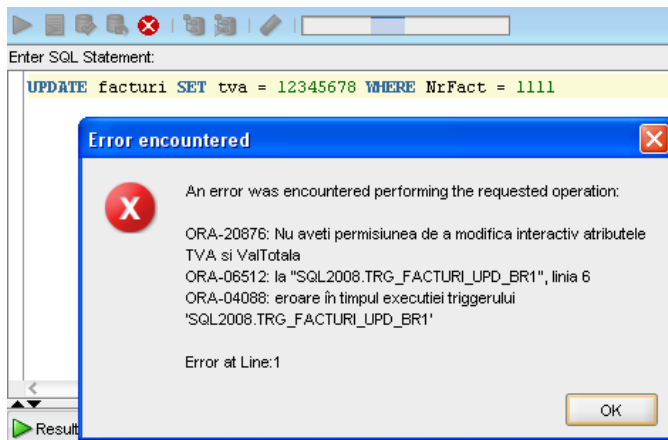 Enter SQL Statement:
UPDATE facturi SET tva = 12345678 WHERE NrFact = 1111
Error encountered
An error was encountered performing the requested operation:
ORA-20876: Nu aveti permisiunea de a modifica interactiv atributele
TVA si ValTotala
ORA-06512: la "SQL2008.TRG_FACTURI_UPD_BR1", linia 6
ORA-04088: eroare în timpul executiei triggerului
'SQL2008.TRG_FACTURI_UPD_BR1'
Error at Line:1
OK
Result